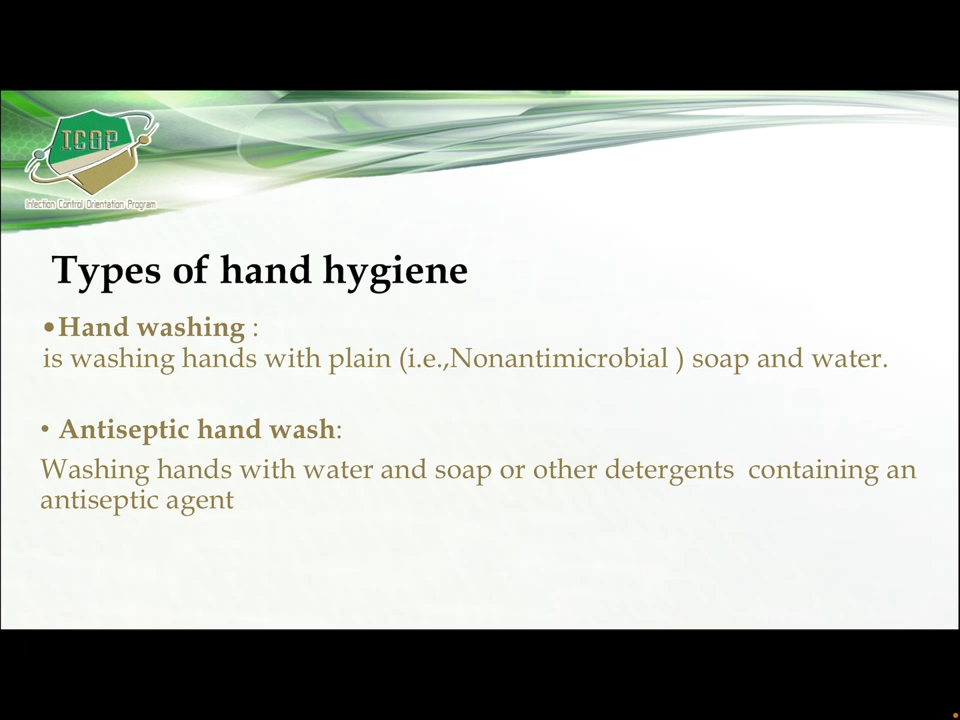 ICOP
Infection Control Orientation Program
Types of hand hygiene
•Hand washing :
is washing hands with plain (i.e.,Nonantimicrobial ) soap and water.
• Antiseptic hand wash:
Washing hands with water and soap or other detergents  containing an
antiseptic agent